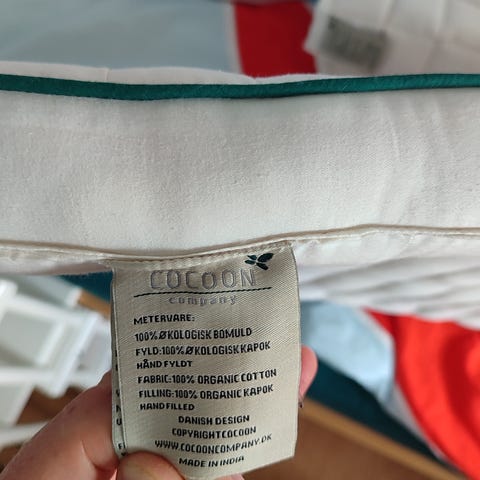 COCOON
company
METERVARE:
100% ØKOLOGISK BOMULD
FYLD:100% ØKOLOGISK KAPOK
HÅND FYLDT
FABRIC:100% ORGANIC COTTON
FILLING:100% ORGANIC KAPOK
HAND FILLED
DANISH DESIGN
COPYRIGHT COCOON
WWW.COCOONCOMPANY.DK
MADE IN INDIA